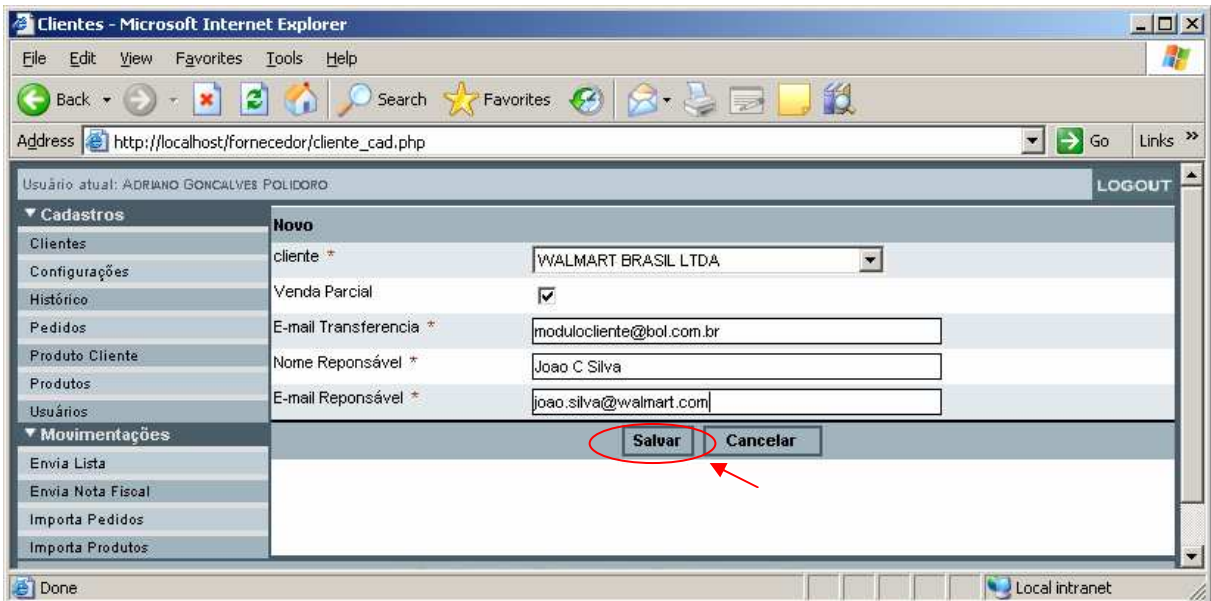 Clientes - Microsoft Internet Explorer
File Edit View Favorites Tools Help
Back Search Favorites
Address http://localhost/fornecedor/cliente_cad.php Go Links »
Usuário atual: ADRIANO GONCALVES POLIDORO LOGOUT
Cadastros
Clientes
Configurações
Histórico
Pedidos
Produto Cliente
Produtos
Usuários
Movimentações
Envia Lista
Envia Nota Fiscal
Importa Pedidos
Importa Produtos
Novo
cliente * WALMART BRASIL LTDA
Venda Parcial
E-mail Transferencia * modulocliente@bol.com.br
Nome Reponsável * Joao C Silva
E-mail Reponsável * joao.silva@walmart.com
Salvar Cancelar
Done Local intranet